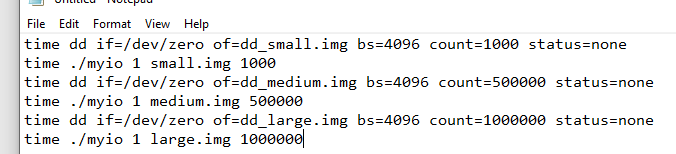 File Edit Format View Help
time dd if=/dev/zero of=dd_small.img bs=4096 count=1000 status=none
time ./myio 1 small.img 1000
time dd if=/dev/zero of=dd_medium.img bs=4096 count=500000 status=none
time ./myio 1 medium.img 500000
time dd if=/dev/zero of=dd_large.img bs=4096 count=1000000 status=none
time ./myio 1 large.img 1000000